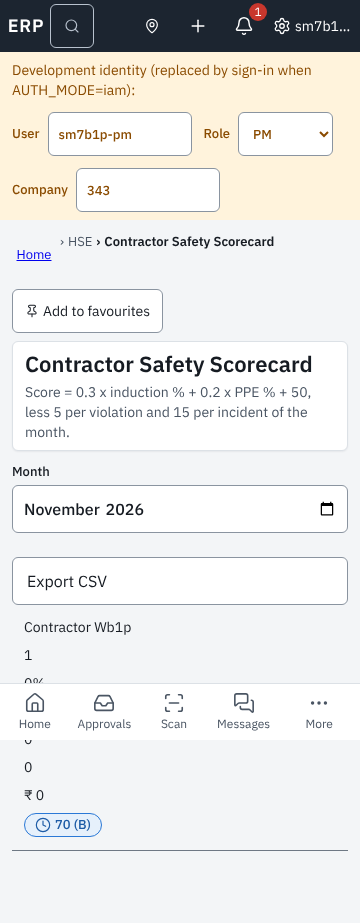 ERP
1
sm7b1...
Development identity (replaced by sign-in when
AUTH_MODE=iam):
User
sm7b1p-pm
Role
PM
Company
343
Home
› HSE › Contractor Safety Scorecard
Add to favourites
Contractor Safety Scorecard
Score = 0.3 x induction % + 0.2 x PPE % + 50,
less 5 per violation and 15 per incident of the
month.
Month
November 2026
Export CSV
Contractor Wb1p
1
0%
Home
Approvals
Scan
Messages
More
0
0
₹ 0
70 (B)